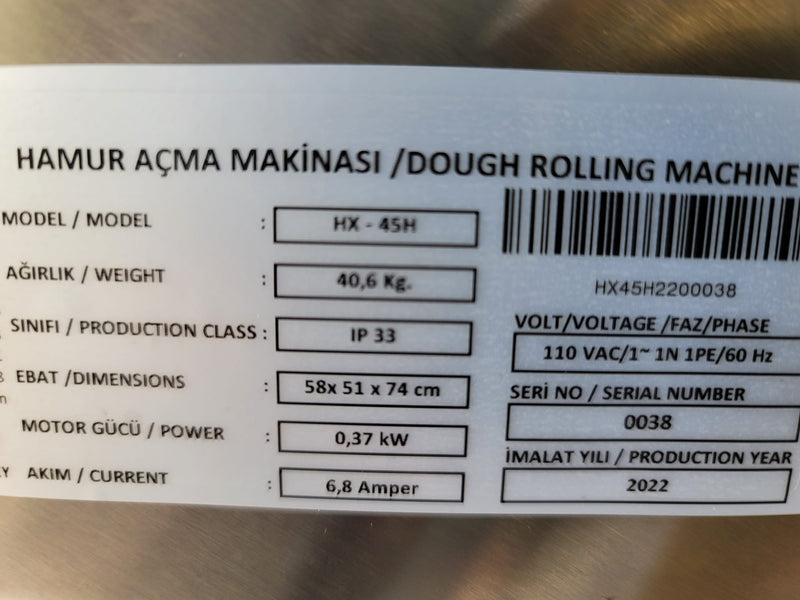 HAMUR AÇMA MAKİNASI /DOUGH ROLLING MACHINE
MODEL / MODEL : HX - 45H
AĞIRLIK / WEIGHT : 40,6 Kg.
SINIFI / PRODUCTION CLASS : IP 33
EBAT /DIMENSIONS : 58x 51 x 74 cm
MOTOR GÜCÜ / POWER : 0,37 kW
AKIM / CURRENT : 6,8 Amper
HX45H2200038
VOLT/VOLTAGE /FAZ/PHASE
110 VAC/1~ 1N 1PE/60 Hz
SERİ NO / SERIAL NUMBER
0038
İMALAT YILI / PRODUCTION YEAR
2022